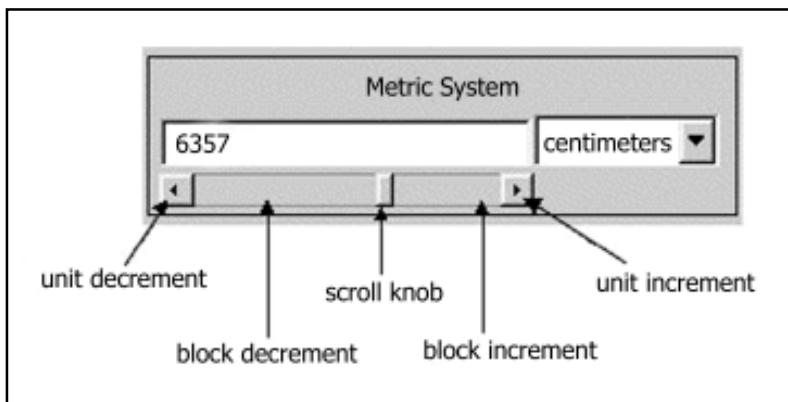 Metric System
6357
centimeters
unit decrement
scroll knob
unit increment
block decrement
block increment